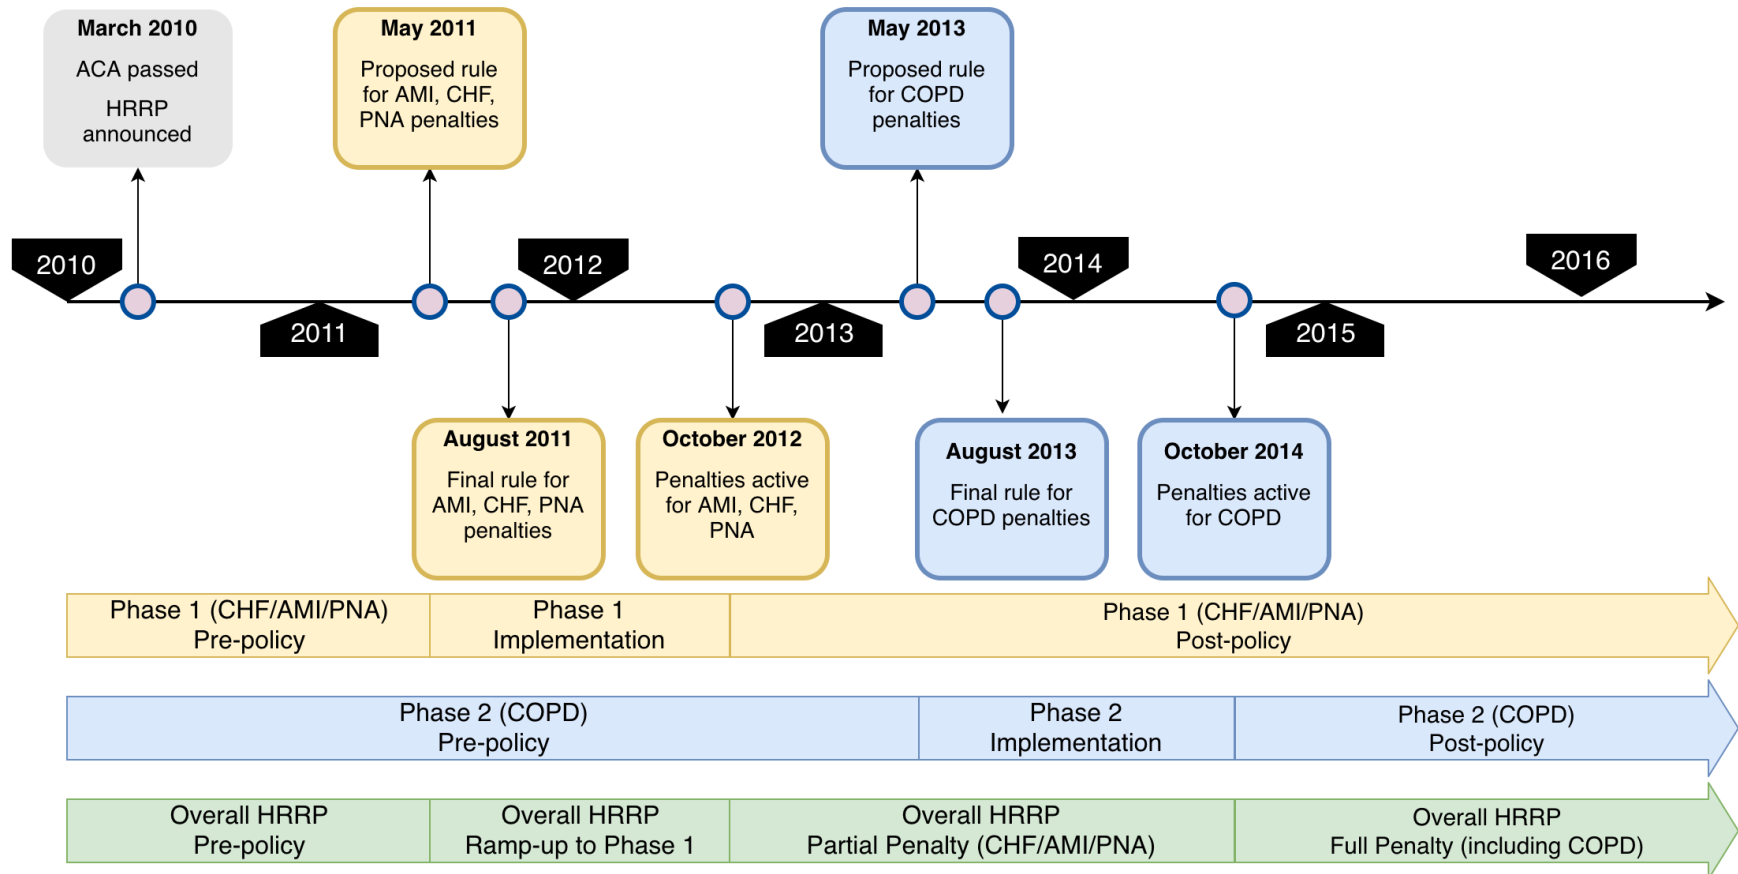 March 2010
ACA passed
HRRP
announced
May 2011
Proposed rule
for AMI, CHF,
PNA penalties
May 2013
Proposed rule
for COPD
penalties
2010
2012
2014
2016
2011
2013
2015
August 2011
Final rule for
AMI, CHF, PNA
penalties
October 2012
Penalties active
for AMI, CHF,
PNA
August 2013
Final rule for
COPD penalties
October 2014
Penalties active
for COPD
Phase 1 (CHF/AMI/PNA)
Pre-policy
Phase 1
Implementation
Phase 1 (CHF/AMI/PNA)
Post-policy
Phase 2 (COPD)
Pre-policy
Phase 2
Implementation
Phase 2 (COPD)
Post-policy
Overall HRRP
Pre-policy
Overall HRRP
Ramp-up to Phase 1
Overall HRRP
Partial Penalty (CHF/AMI/PNA)
Overall HRRP
Full Penalty (including COPD)